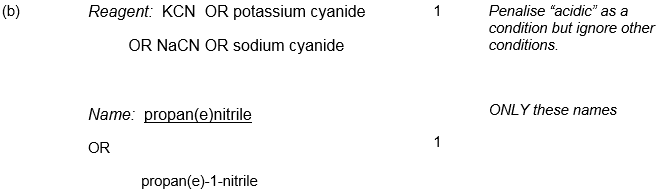 (b) Reagent: KCN OR potassium cyanide 1 Penalise “acidic” as a
OR NaCN OR sodium cyanide condition but ignore other
conditions.
Name: propan(e)nitrile ONLY these names
OR 1
propan(e)-1-nitrile